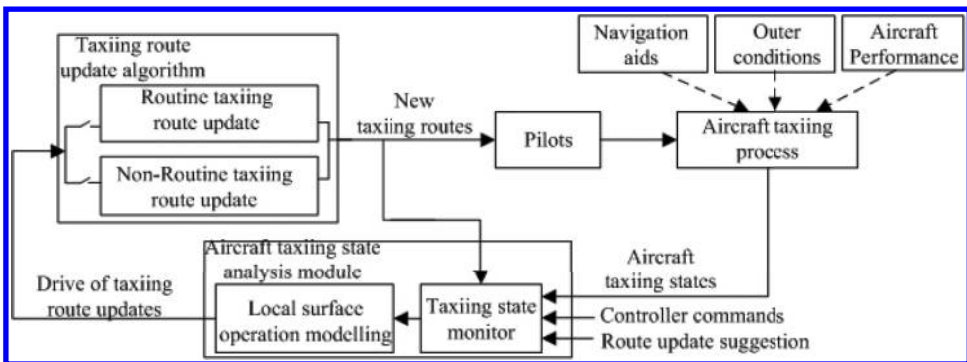 Taxiing route
update algorithm
Routine taxiing
route update
Non-Routine taxiing
route update
New
taxiing routes
Pilots
Navigation
aids
Outer
conditions
Aircraft
Performance
Aircraft taxiing
process
Aircraft taxiing state
analysis module
Drive of taxiing
route updates
Local surface
operation modelling
Taxiing state
monitor
Aircraft
taxiing states
Controller commands
Route update suggestion